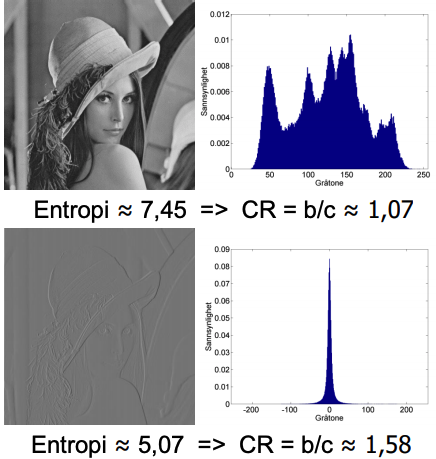 0.012
0.01
0.008
0.006
0.004
0.002
0
Sannsynlighet
0 50 100 150 200 250
Gråtone
Entropi ≈ 7,45 => CR = b/c ≈ 1,07
0.09
0.08
0.07
0.06
0.05
0.04
0.03
0.02
0.01
0
Sannsynlighet
-200 -100 0 100 200
Gråtone
Entropi ≈ 5,07 => CR = b/c ≈ 1,58